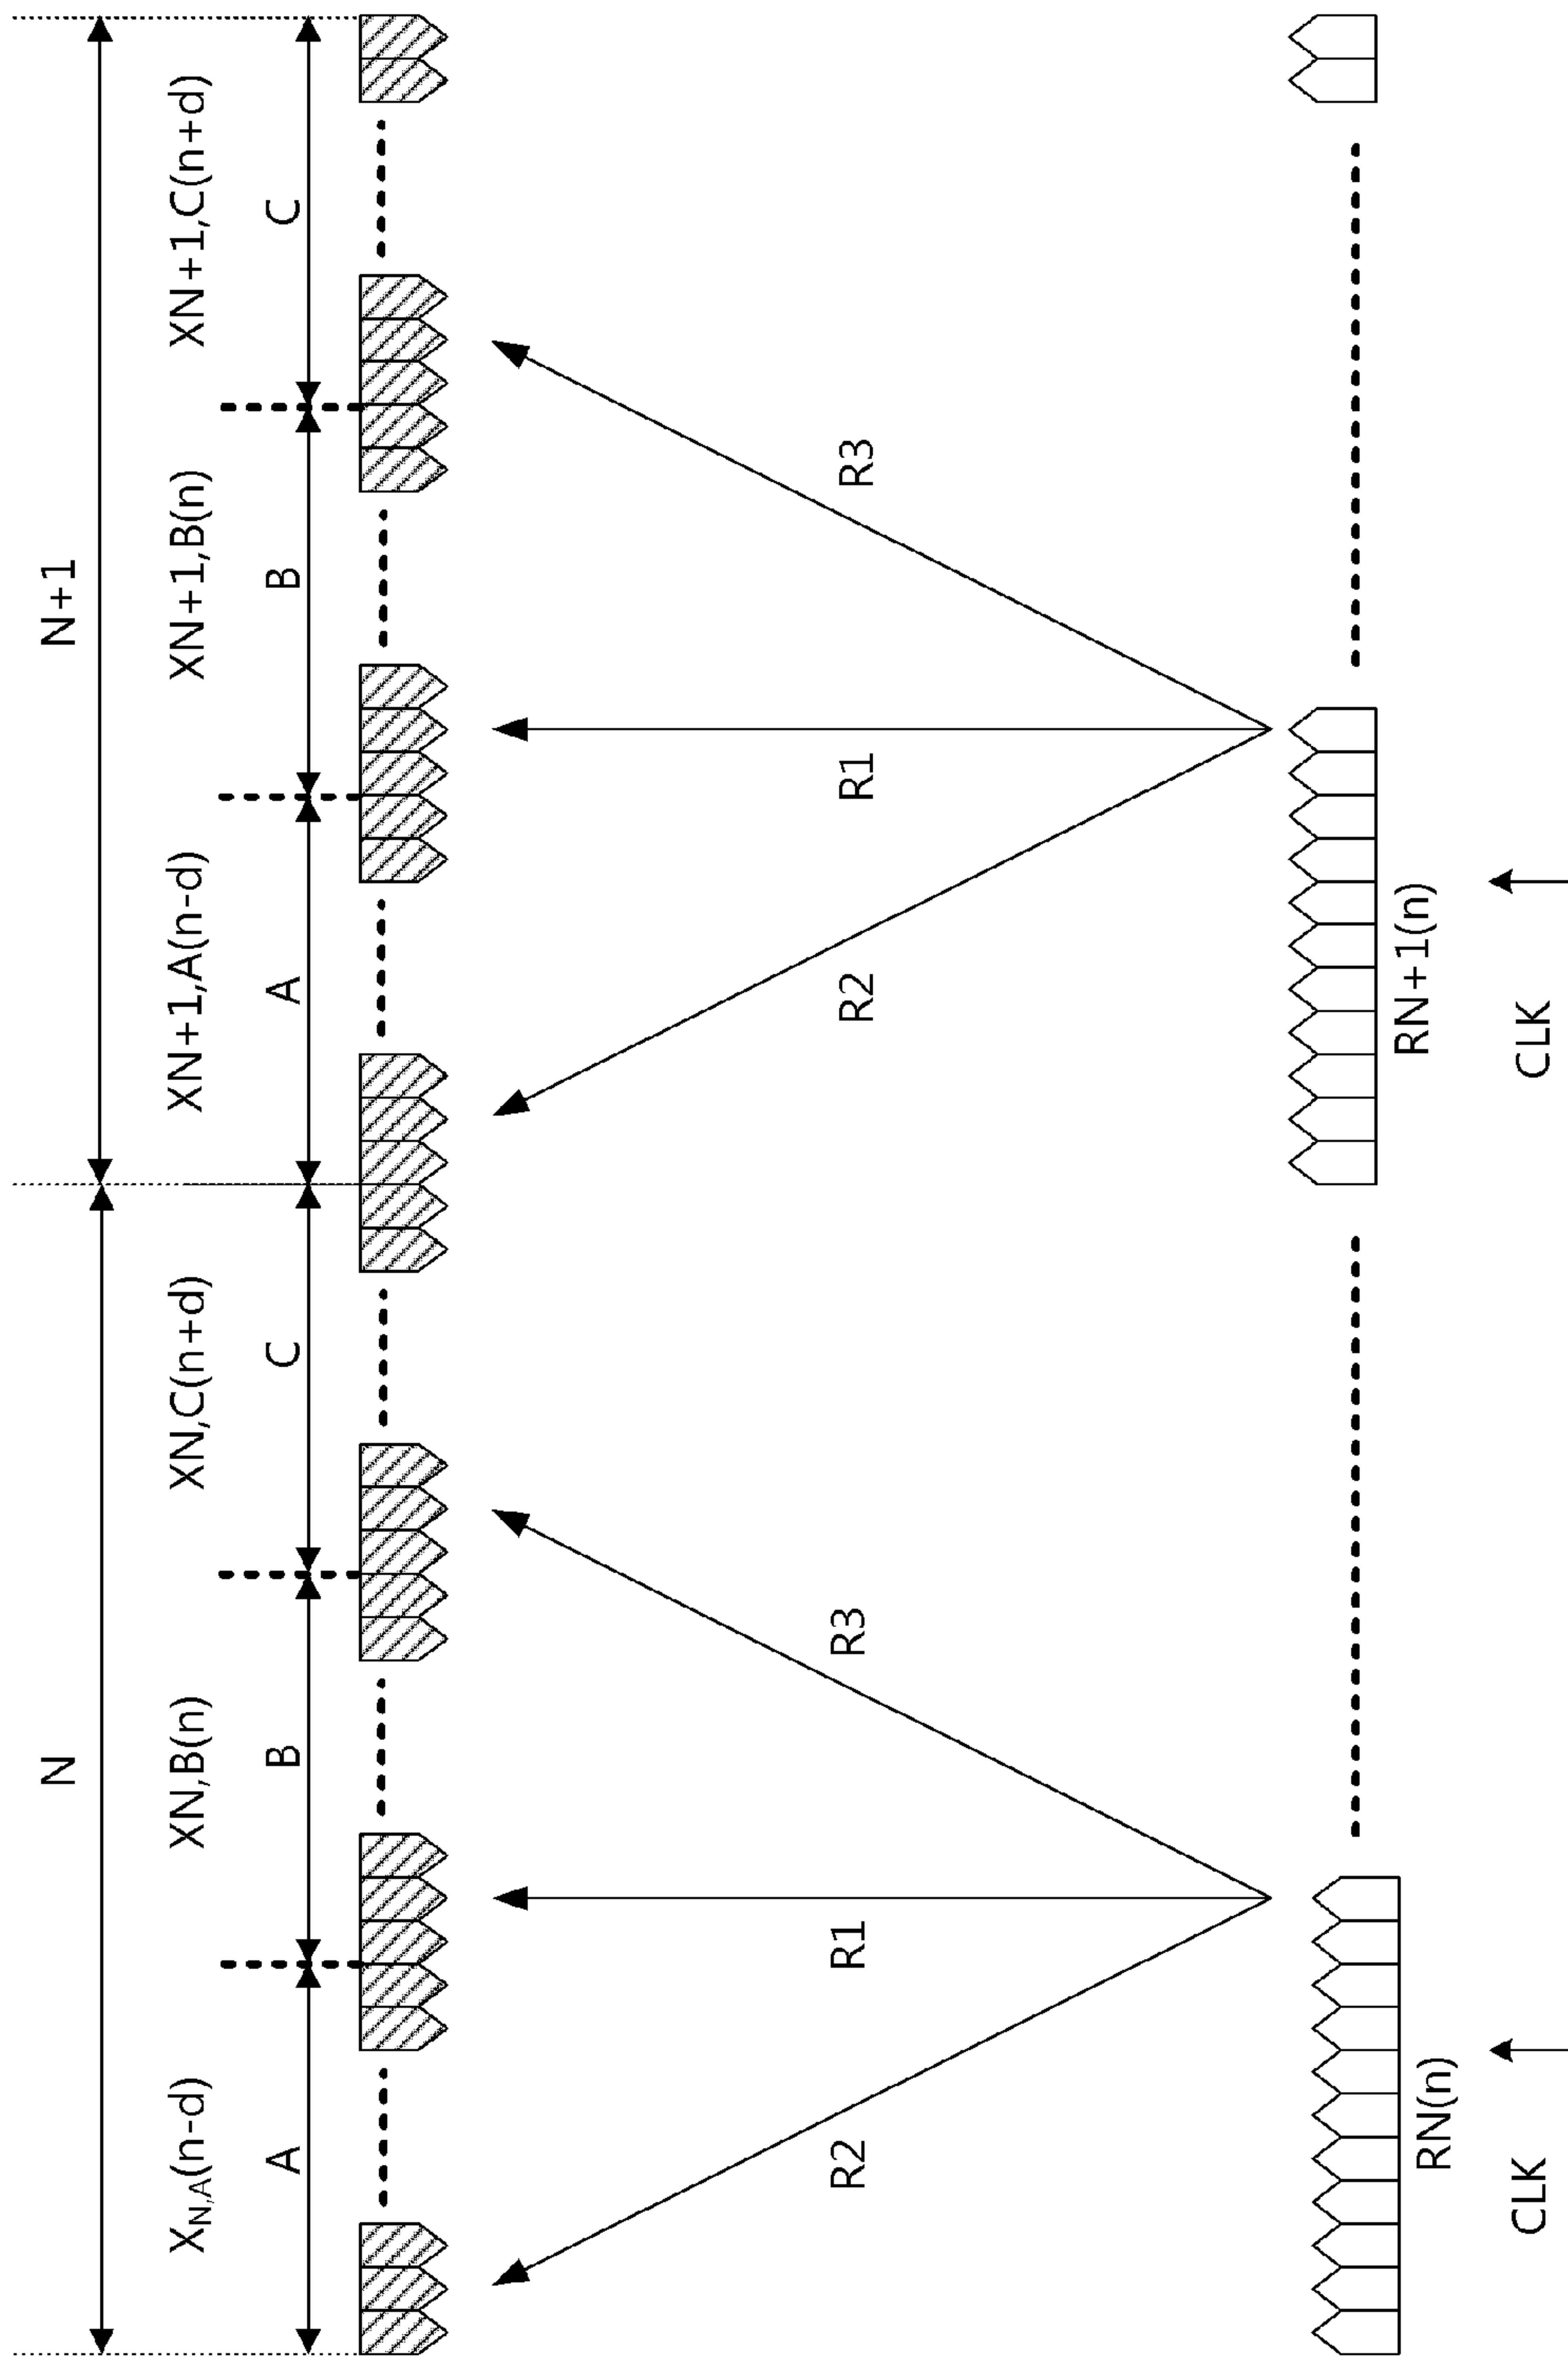 N
N+1
X_N,A(n-d)
XN,B(n)
XN,C(n+d)
XN+1,A(n-d)
XN+1,B(n)
XN+1,C(n+d)
A
B
C
A
B
C
R2
R1
R3
R2
R1
R3
RN(n)
RN+1(n)
CLK
CLK